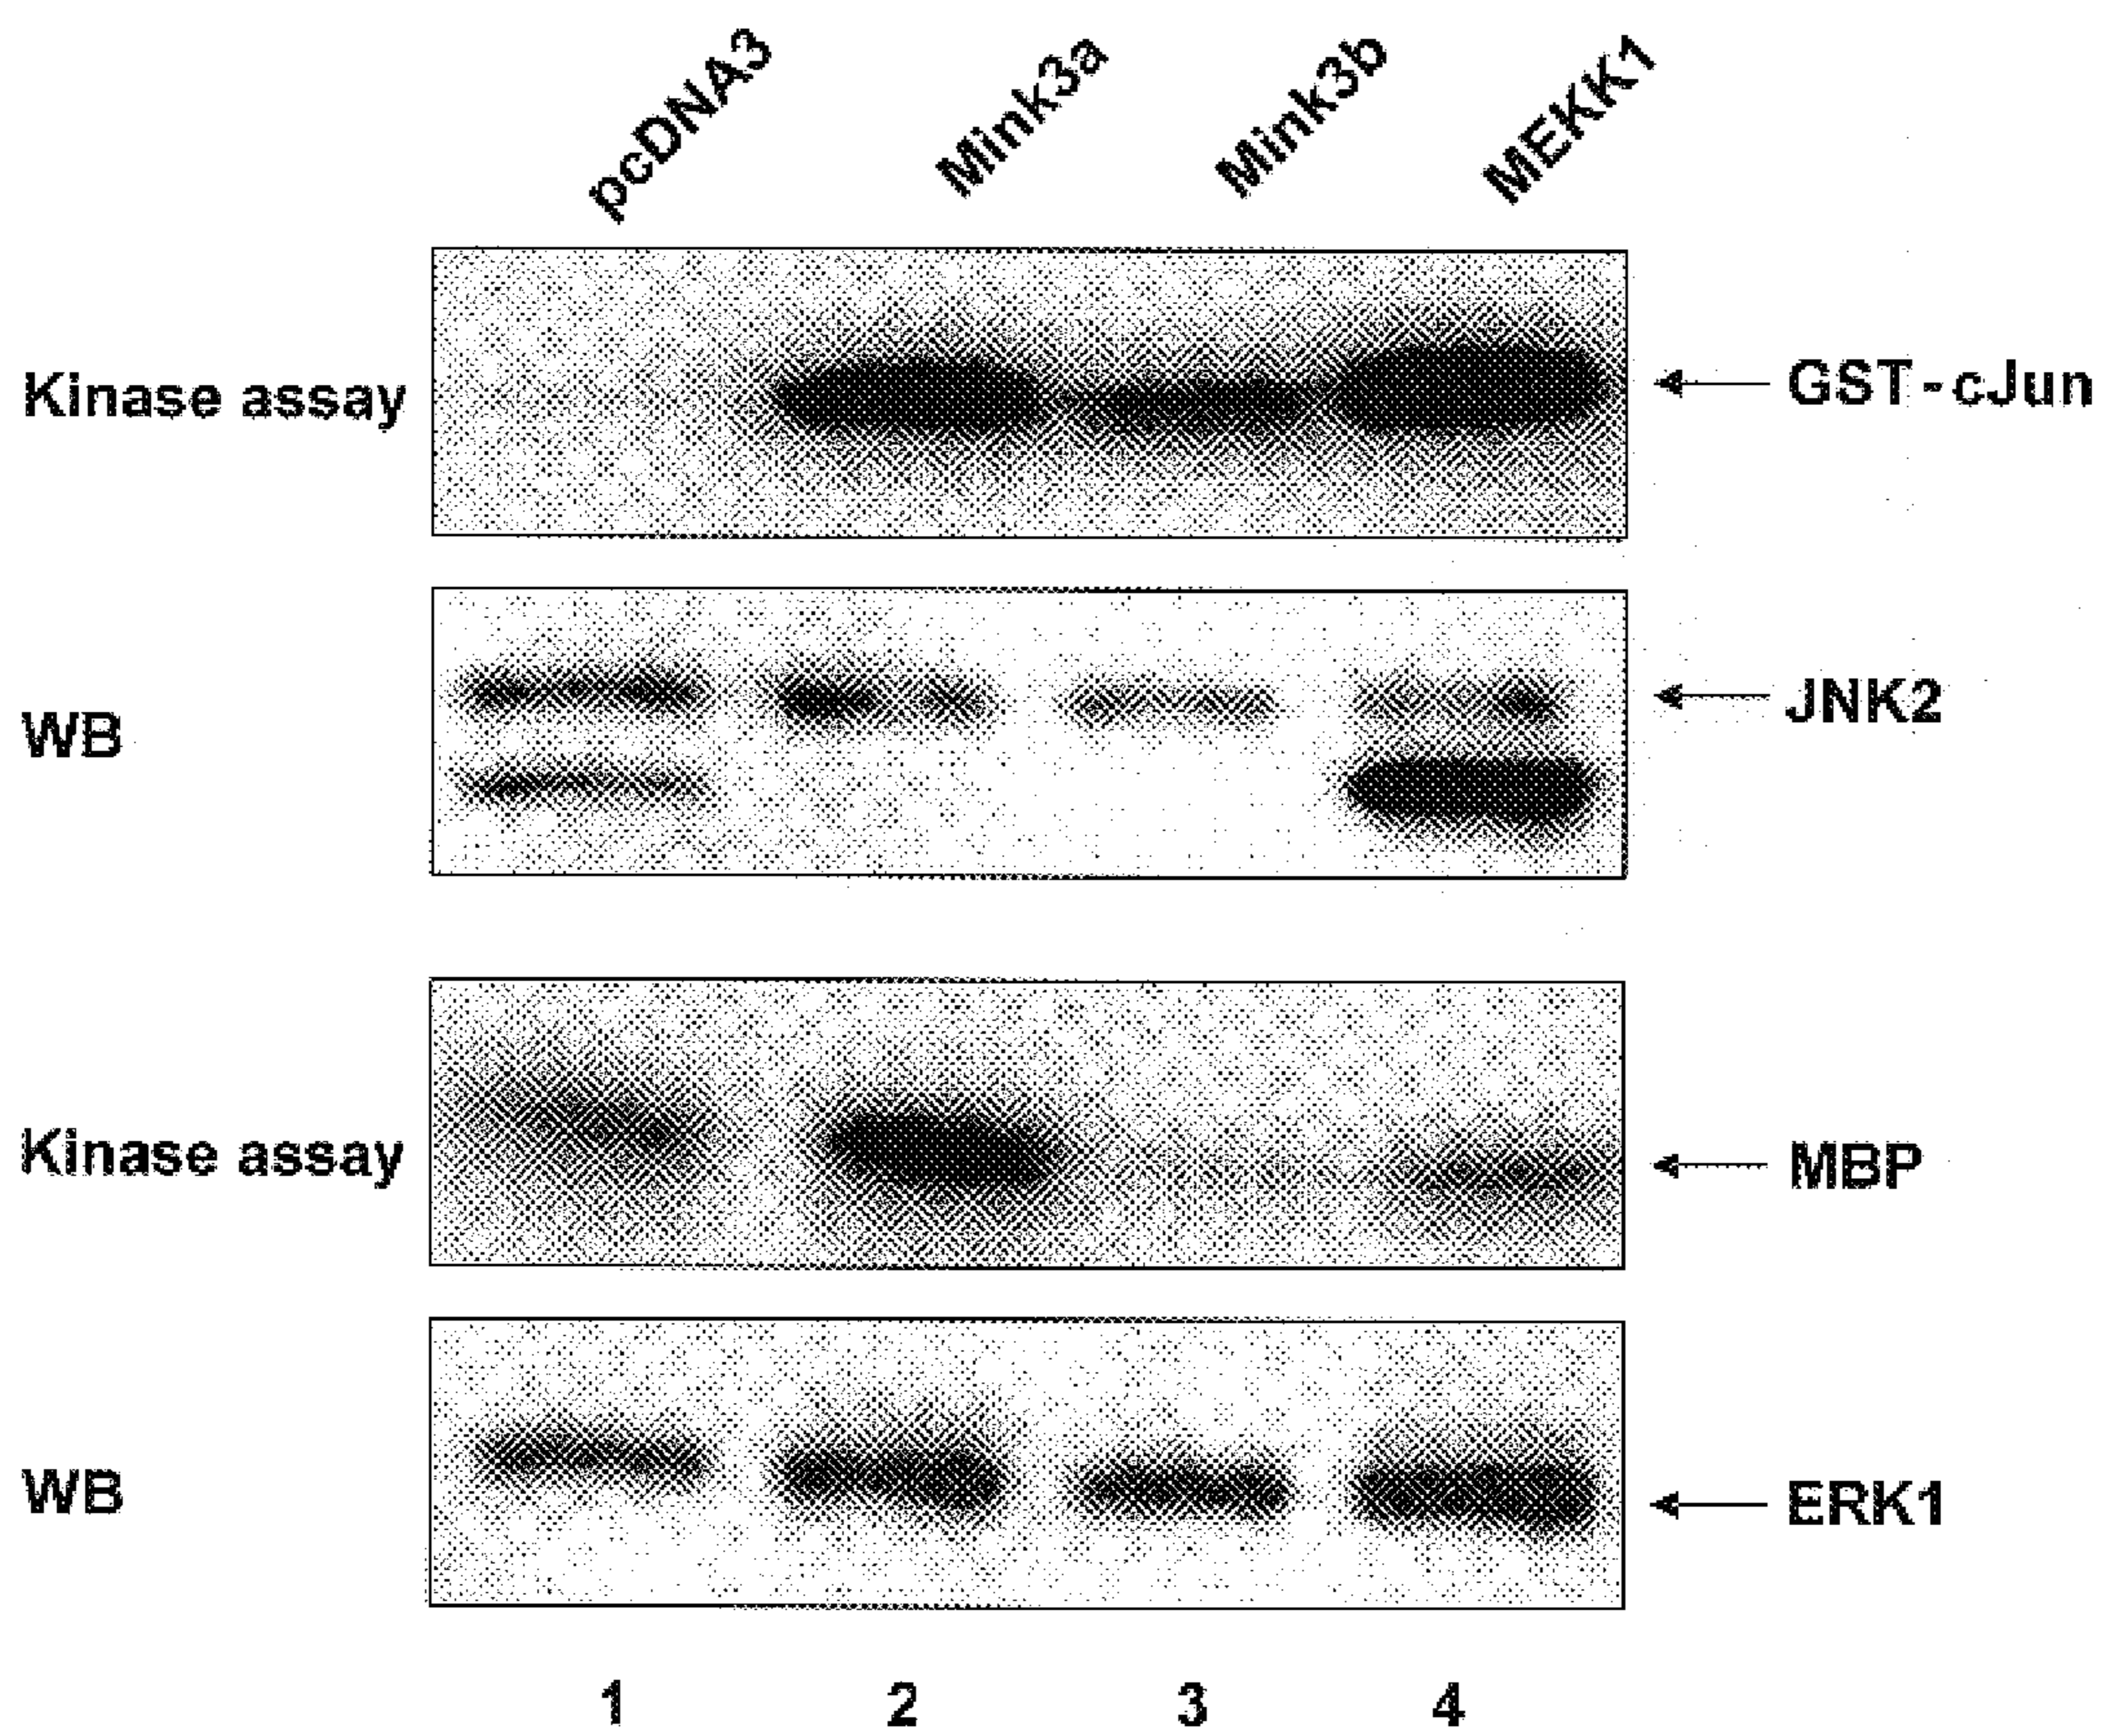 pcDNA3 Mink3a Mink3b MEKK1
Kinase assay GST-cJun
WB JNK2
Kinase assay MBP
WB ERK1
1 2 3 4